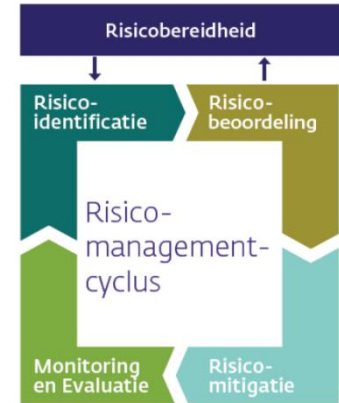 Risicobereidheid
Risico-
identificatie
Risico-
beoordeling
Risico-
management-
cyclus
Monitoring
en Evaluatie
Risico-
mitigatie